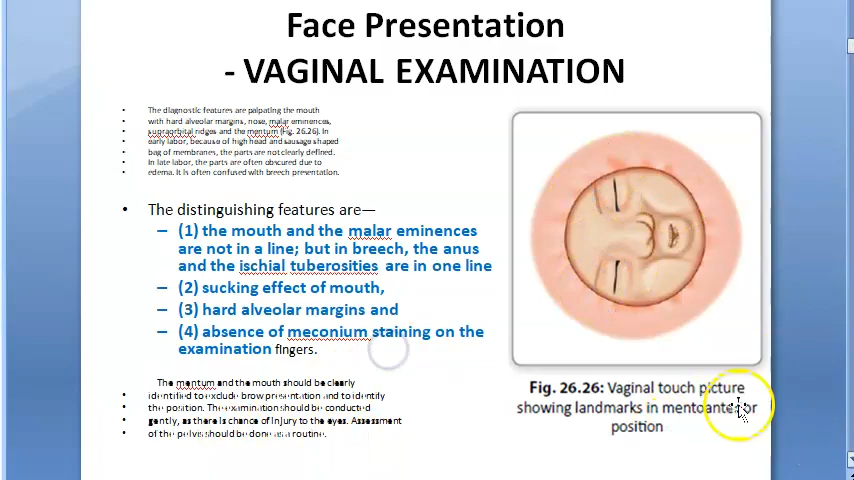 Face Presentation
- VAGINAL EXAMINATION
• The diagnostic features are palpating the mouth
• with hard alveolar margins, nose, malar eminences,
• supraorbital ridges and the mentum (Fig. 26.26). In
• early labor, because of high head and sausage shaped
• bag of membranes, the parts are not clearly defined.
• In late labor, the parts are often obscured due to
• edema. It is often confused with breech presentation.
• The distinguishing features are—
– (1) the mouth and the malar eminences
are not in a line; but in breech, the anus
and the ischial tuberosities are in one line
– (2) sucking effect of mouth,
– (3) hard alveolar margins and
– (4) absence of meconium staining on the
examination fingers.
The mentum and the mouth should be clearly
• identified to exclude brow presentation and to identify
• the position. The examination should be conducted
• gently, as there is chance of injury to the eyes. Assessment
• of the pelvis should be done as a routine.
Fig. 26.26: Vaginal touch picture
showing landmarks in mentoanterior
position